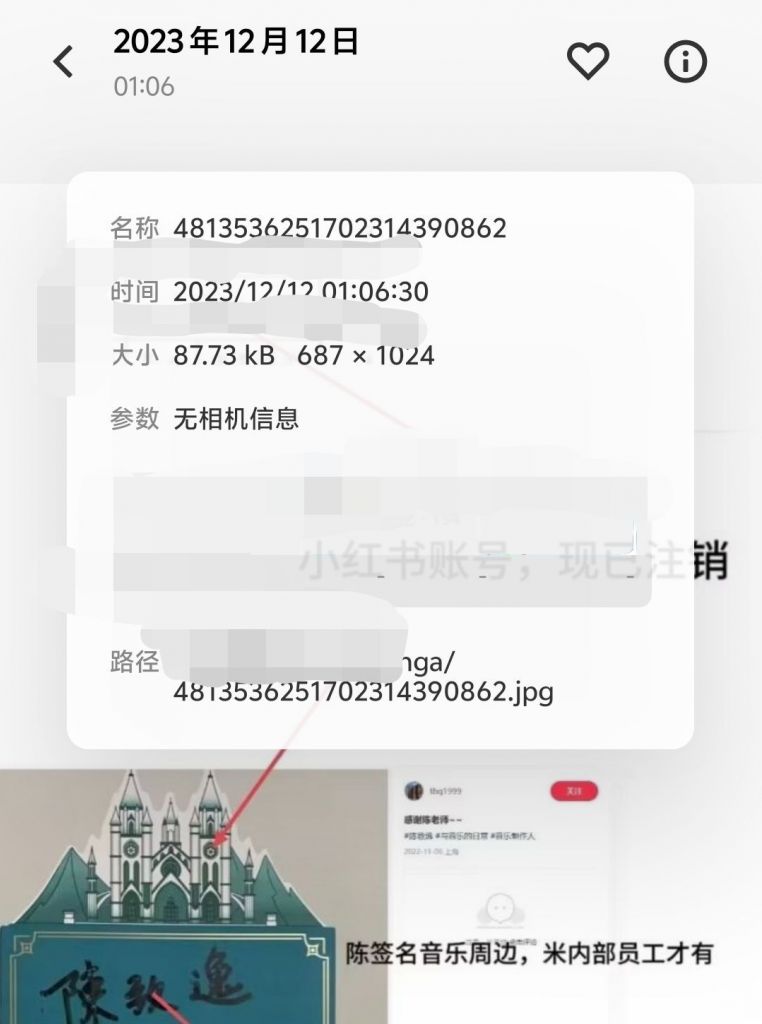 2023年12月12日
01:06
名称 4813536251702314390862
时间 2023/12/12 01:06:30
大小 87.73 kB 687 × 1024
参数 无相机信息
小红书账号，现已注销
路径 nga/
4813536251702314390862.jpg
thq1999
关注
感谢陈老师~~
#陈致逸 #与音乐的日常 #音乐制作人
2022-11-06 上海
陈签名音乐周边，米内部员工才有
陳致逸